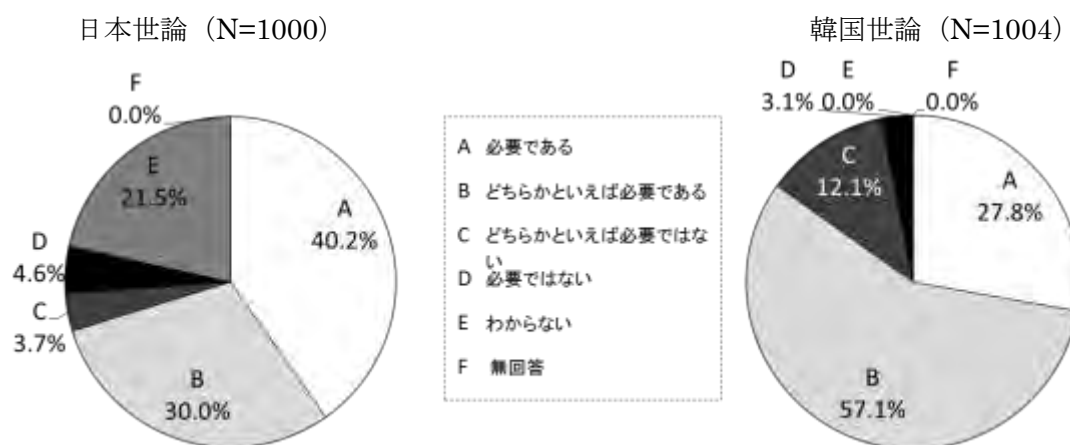 日本世論（N=1000）
F
0.0%
E
21.5%
A
40.2%
D
4.6%
C
3.7%
B
30.0%
A 必要である
B どちらかといえば必要である
C どちらかといえば必要ではな
い
D 必要ではない
E わからない
F 無回答
韓国世論（N=1004）
D E F
3.1% 0.0% 0.0%
C
12.1%
A
27.8%
B
57.1%